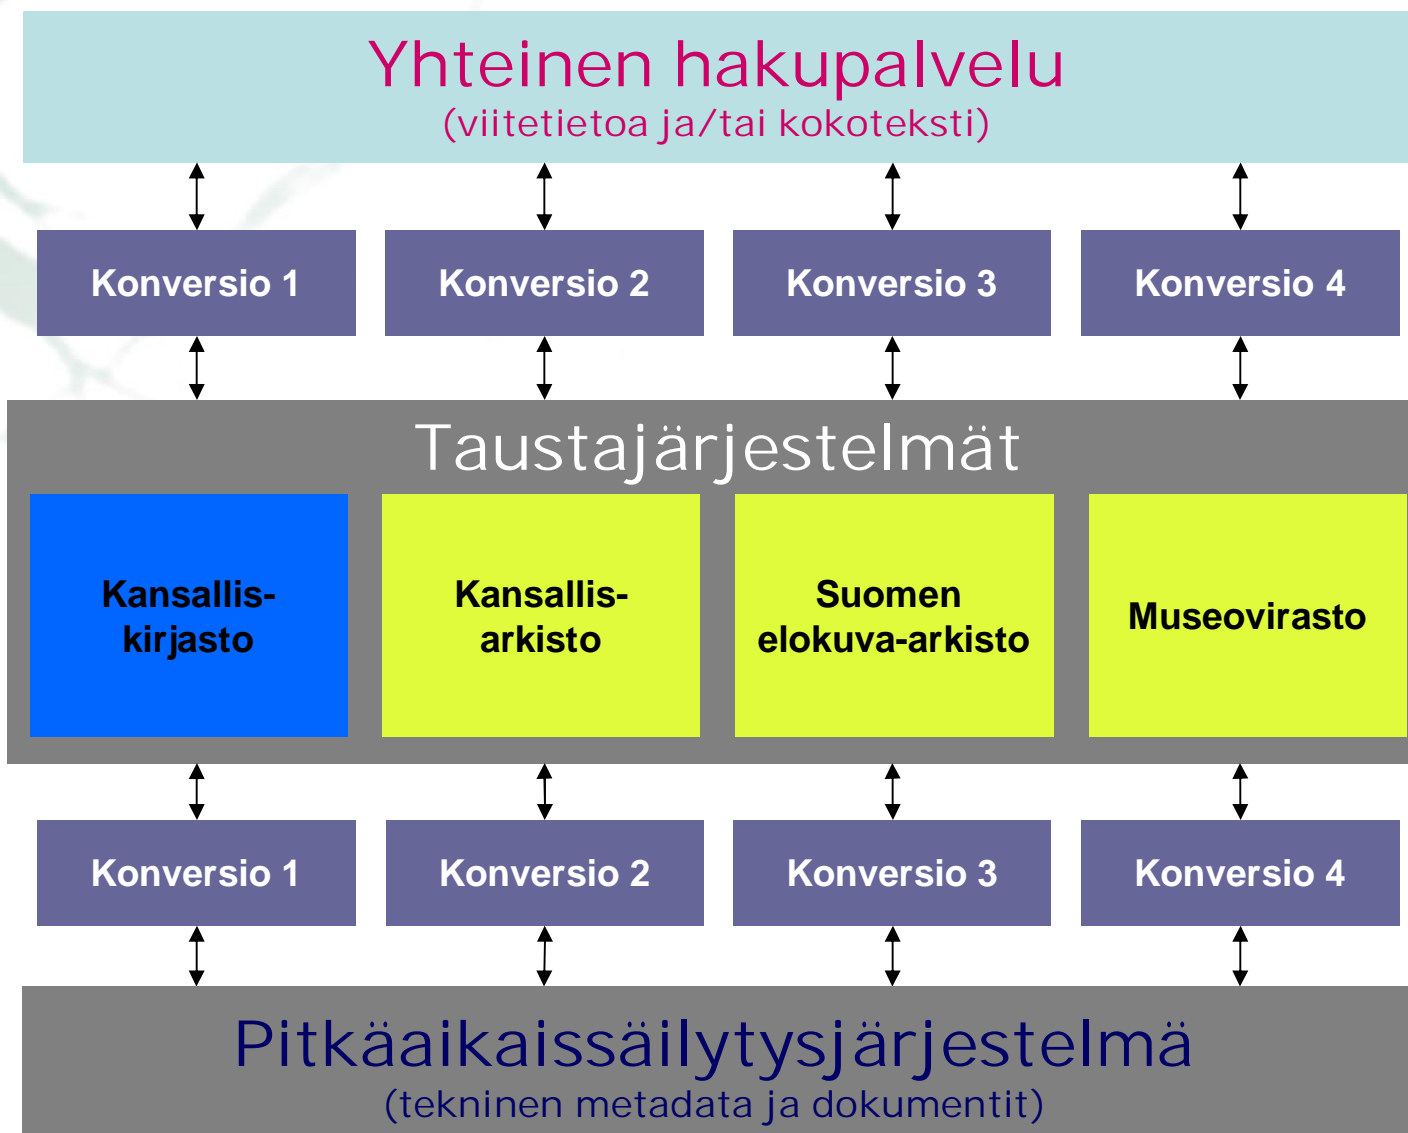 Yhteinen hakupalvelu
(viitetietoa ja/tai kokoteksti)
Konversio 1
Konversio 2
Konversio 3
Konversio 4
Taustajärjestelmät
Kansallis-
kirjasto
Kansallis-
arkisto
Suomen
elokuva-arkisto
Museovirasto
Konversio 1
Konversio 2
Konversio 3
Konversio 4
Pitkäaikaissäilytysjärjestelmä
(tekninen metadata ja dokumentit)